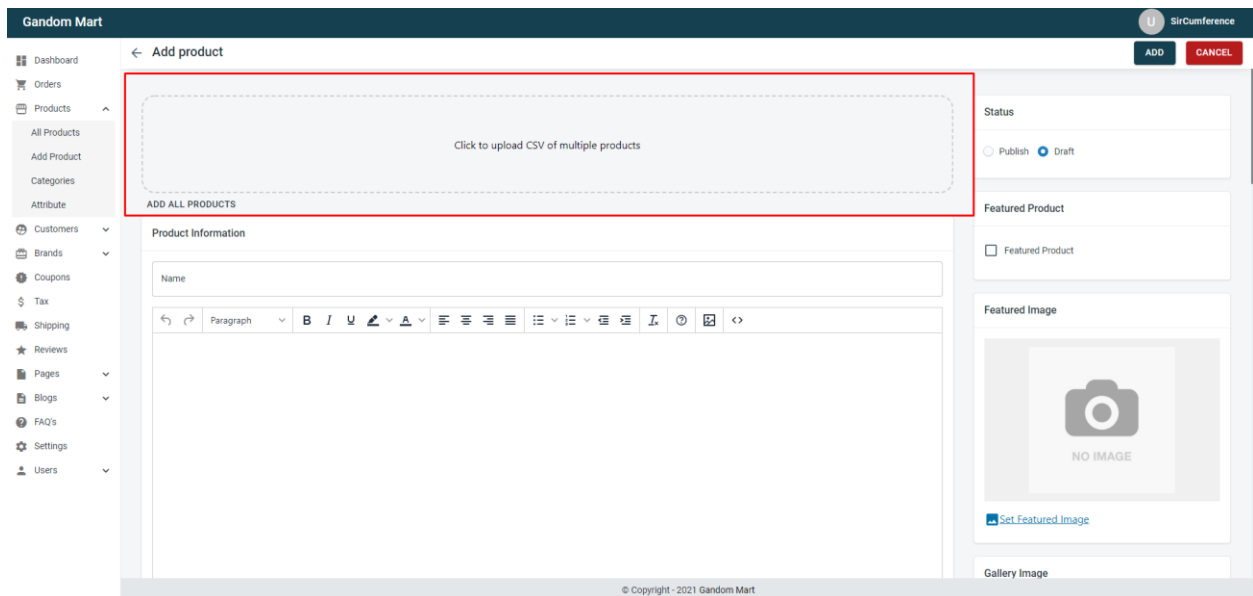 Gandom Mart
U SirCumference
Dashboard
Orders
Products
All Products
Add Product
Categories
Attribute
Customers
Brands
Coupons
Tax
Shipping
Reviews
Pages
Blogs
FAQ's
Settings
Users
Add product
ADD CANCEL
Click to upload CSV of multiple products
ADD ALL PRODUCTS
Product Information
Name
Paragraph B I U A
Status
Publish Draft
Featured Product
Featured Product
Featured Image
NO IMAGE
Set Featured Image
Gallery Image
© Copyright - 2021 Gandom Mart